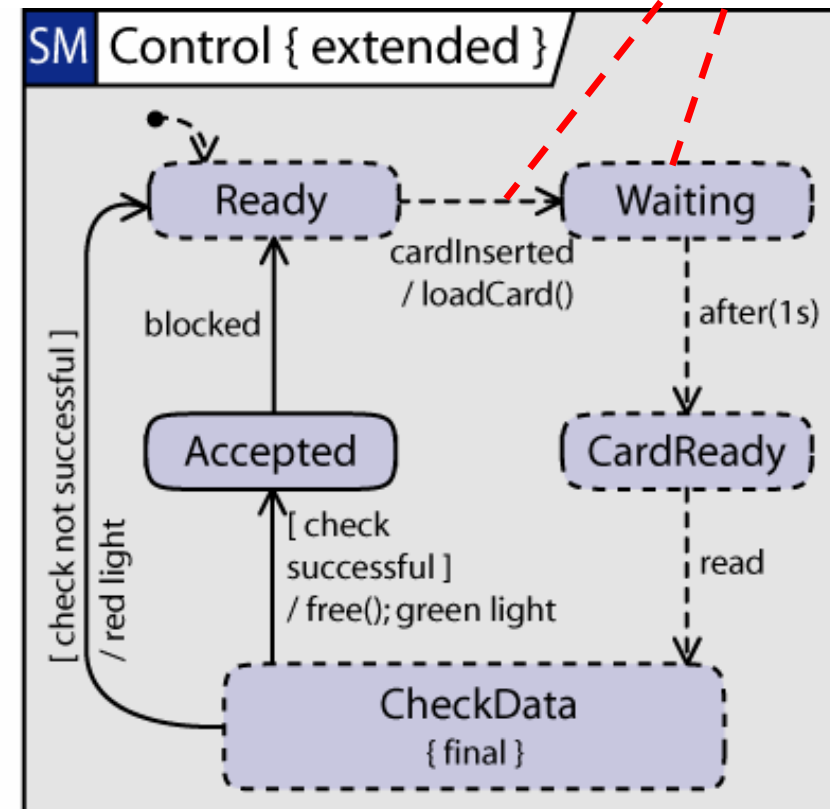 SM Control { extended }
Ready
Waiting
cardInserted
/ loadCard()
after(1s)
blocked
[ check not successful ]
/ red light
Accepted
CardReady
[ check
successful ]
/ free(); green light
read
CheckData
{ final }